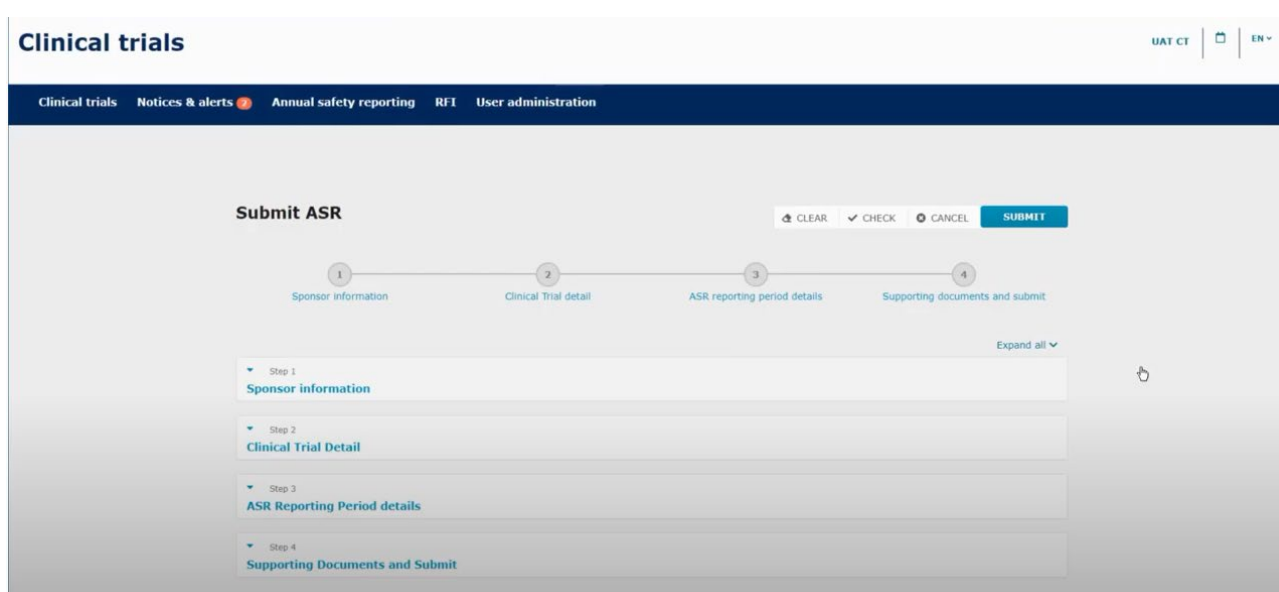 Clinical trials
UAT CT EN
Clinical trials Notices & alerts 2 Annual safety reporting RFI User administration
Submit ASR
CLEAR CHECK CANCEL SUBMIT
1 2 3 4
Sponsor information Clinical Trial detail ASR reporting period details Supporting documents and submit
Expand all
Step 1
Sponsor information
Step 2
Clinical Trial Detail
Step 3
ASR Reporting Period details
Step 4
Supporting Documents and Submit